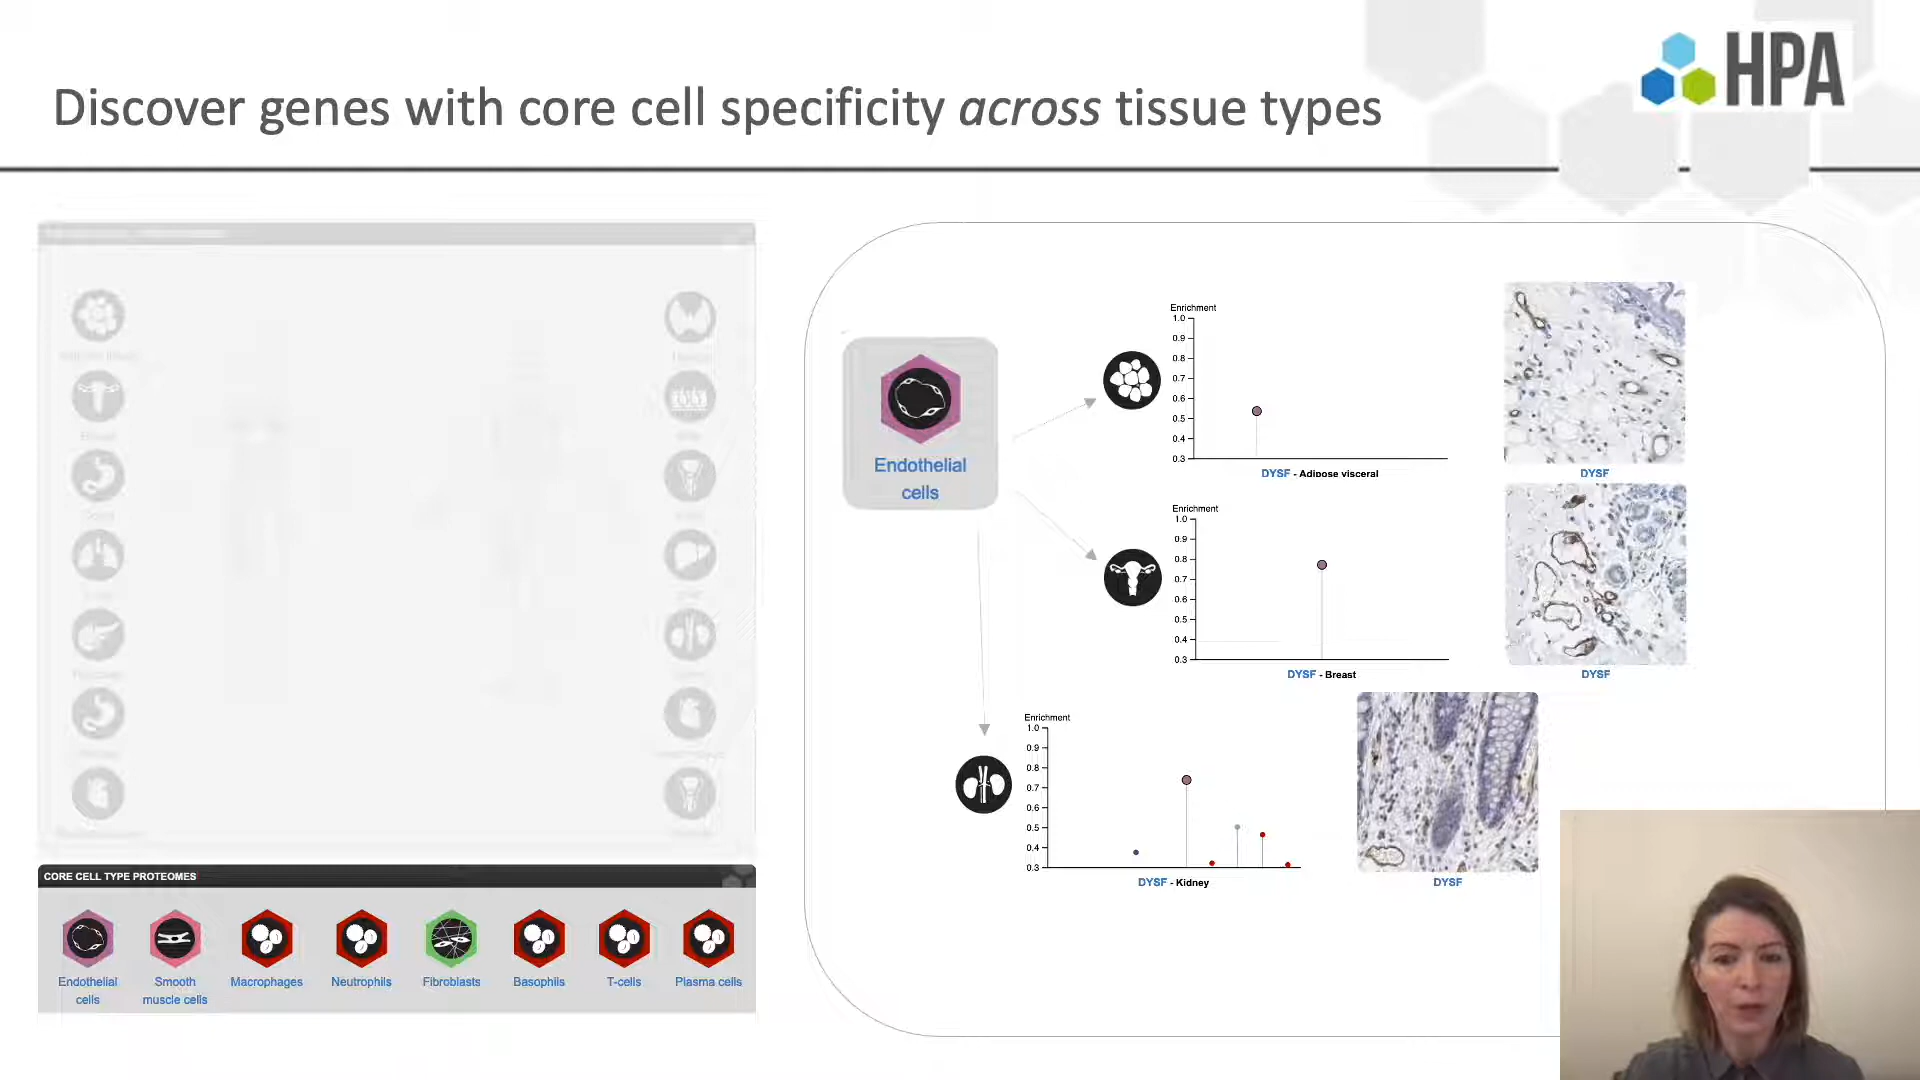 HPA
Discover genes with core cell specificity across tissue types
Endothelial
cells
Enrichment
1.0
0.9
0.8
0.7
0.6
0.5
0.4
0.3
DYSF - Adipose visceral
DYSF
Enrichment
1.0
0.9
0.8
0.7
0.6
0.5
0.4
0.3
DYSF - Breast
DYSF
Enrichment
1.0
0.9
0.8
0.7
0.6
0.5
0.4
0.3
DYSF - Kidney
DYSF
CORE CELL TYPE PROTEOMES
Endothelial
cells
Smooth
muscle cells
Macrophages
Neutrophils
Fibroblasts
Basophils
T-cells
Plasma cells